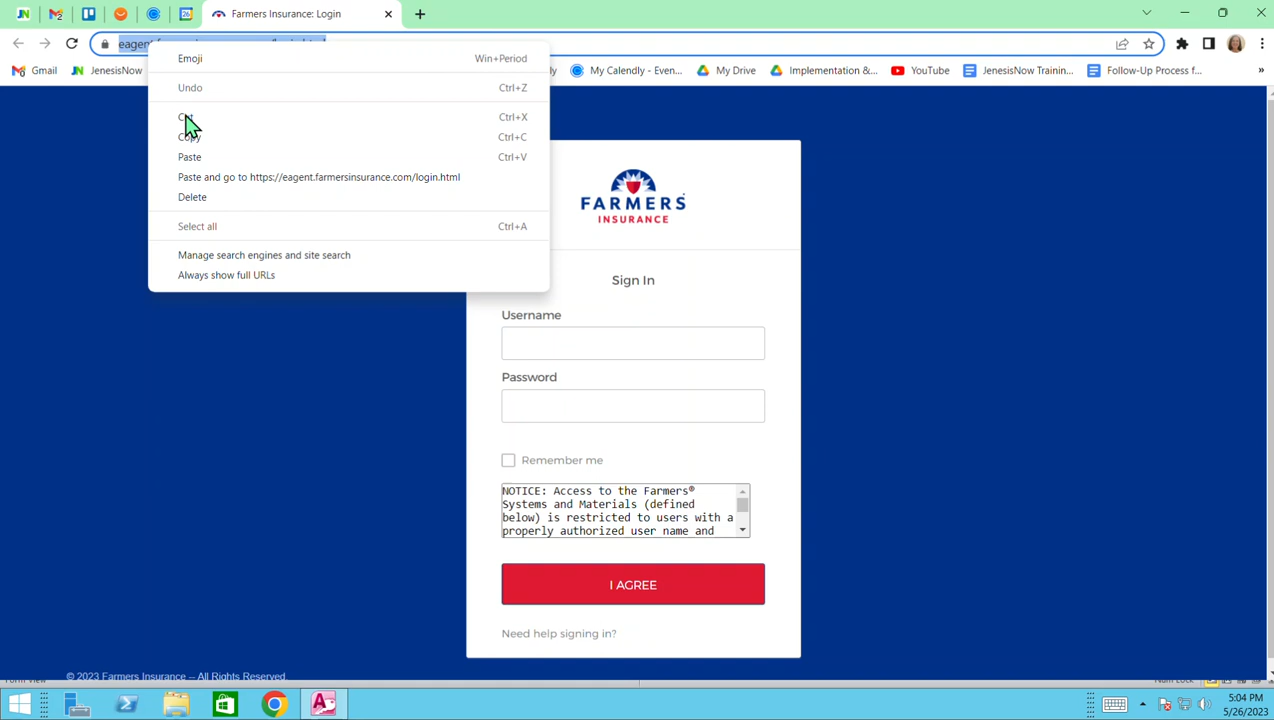 Farmers Insurance: Login
Gmail
JenesisNow
My Calendly - Even...
My Drive
Implementation &...
YouTube
JenesisNow Trainin...
Follow-Up Process f...
»
Emoji Win+Period
Undo Ctrl+Z
Ctrl+X
Copy Ctrl+C
Paste Ctrl+V
Paste and go to https://eagent.farmersinsurance.com/login.html
Delete
Select all Ctrl+A
Manage search engines and site search
Always show full URLs
FARMERS
INSURANCE
Sign In
Username
Password
Remember me
NOTICE: Access to the Farmers®
Systems and Materials (defined
below) is restricted to users with a
properly authorized user name and
I AGREE
Need help signing in?
© 2023 Farmers Insurance -- All Rights Reserved.
5:04 PM
5/26/2023